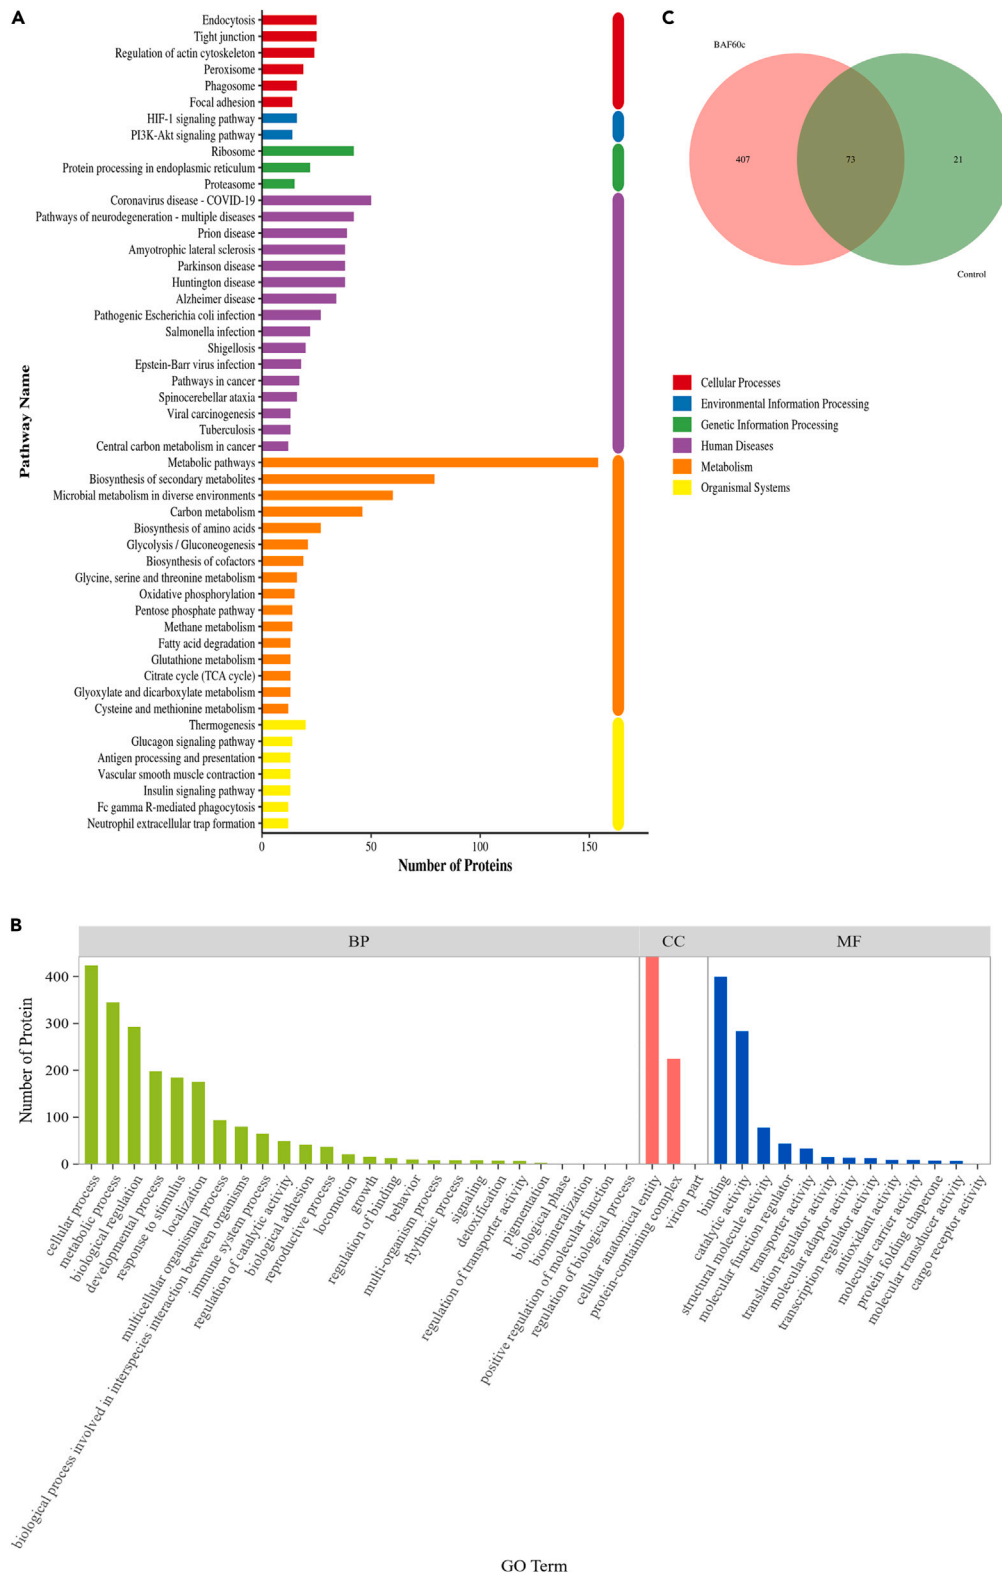 A
Endocytosis
Tight junction
Regulation of actin cytoskeleton
Peroxisome
Phagosome
Focal adhesion
HIF-1 signaling pathway
PI3K-Akt signaling pathway
Ribosome
Protein processing in endoplasmic reticulum
Proteasome
Coronavirus disease - COVID-19
Pathways of neurodegeneration - multiple diseases
Prion disease
Amyotrophic lateral sclerosis
Parkinson disease
Huntington disease
Alzheimer disease
Pathogenic Escherichia coli infection
Salmonella infection
Shigellosis
Epstein-Barr virus infection
Pathways in cancer
Spinocerebellar ataxia
Viral carcinogenesis
Tuberculosis
Central carbon metabolism in cancer
Metabolic pathways
Biosynthesis of secondary metabolites
Microbial metabolism in diverse environments
Carbon metabolism
Biosynthesis of amino acids
Glycolysis / Gluconeogenesis
Biosynthesis of cofactors
Glycine, serine and threonine metabolism
Oxidative phosphorylation
Pentose phosphate pathway
Methane metabolism
Fatty acid degradation
Glutathione metabolism
Citrate cycle (TCA cycle)
Glyoxylate and dicarboxylate metabolism
Cysteine and methionine metabolism
Thermogenesis
Glucagon signaling pathway
Antigen processing and presentation
Vascular smooth muscle contraction
Insulin signaling pathway
Fc gamma R-mediated phagocytosis
Neutrophil extracellular trap formation
Pathway Name
0 50 100 150
Number of Proteins
C
BAF60c
407 73 21
Control
Cellular Processes
Environmental Information Processing
Genetic Information Processing
Human Diseases
Metabolism
Organismal Systems
B
BP CC MF
Number of Protein
400
300
200
100
0
cellular process
metabolic process
biological regulation
developmental process
response to stimulus
localization
multicellular organismal process
biological process involved in interspecies interaction between organisms
immune system process
regulation of catalytic activity
biological adhesion
reproductive process
locomotion
growth
regulation of binding
behavior
multi-organism process
rhythmic process
signaling
detoxification
regulation of transporter activity
pigmentation
biological phase
biomineralization
positive regulation of molecular function
regulation of biological process
cellular anatomical entity
protein-containing complex
virion part
binding
catalytic activity
structural molecule activity
molecular function regulator
transporter activity
translation regulator activity
molecular adaptor activity
transcription regulator activity
antioxidant activity
molecular carrier activity
protein folding chaperone
molecular transducer activity
cargo receptor activity
GO Term